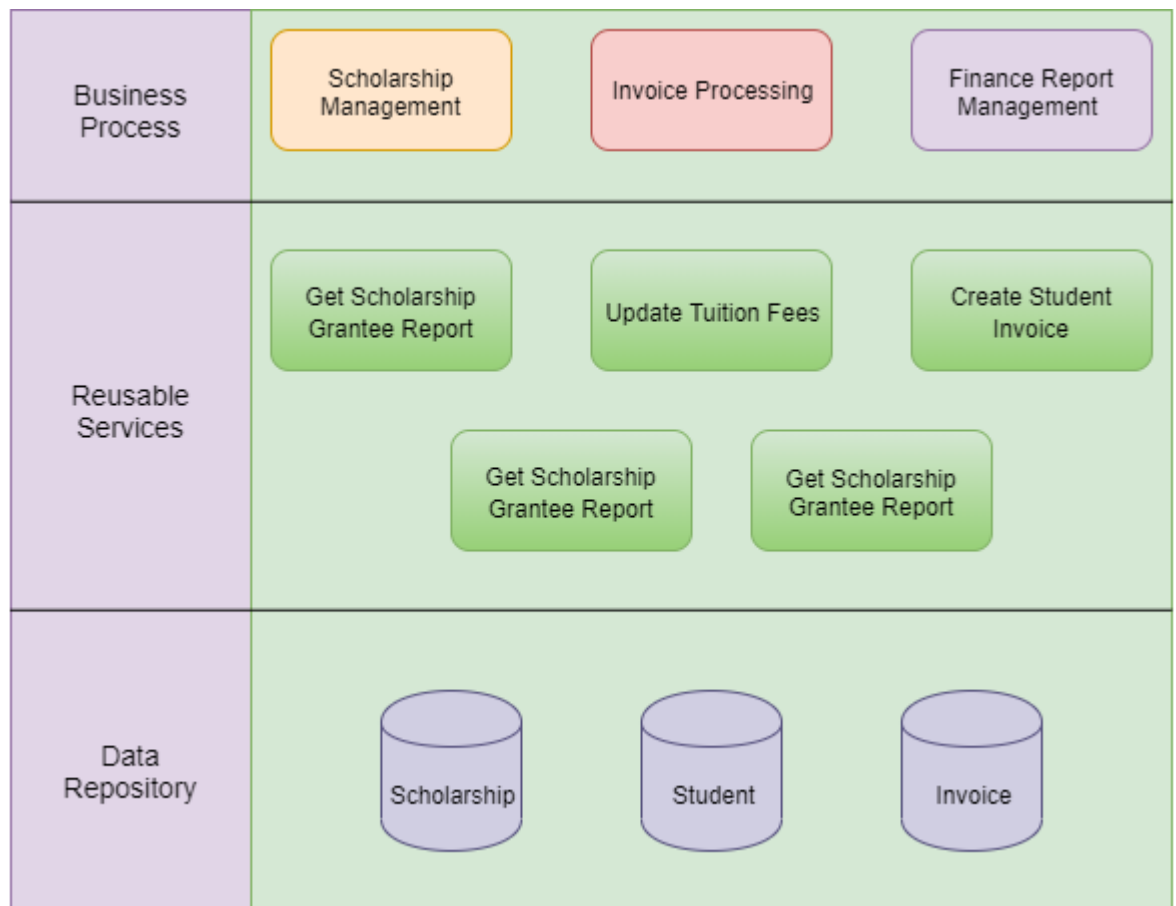 Business
Process
Scholarship
Management
Invoice Processing
Finance Report
Management
Reusable
Services
Get Scholarship
Grantee Report
Update Tuition Fees
Create Student
Invoice
Get Scholarship
Grantee Report
Get Scholarship
Grantee Report
Data
Repository
Scholarship
Student
Invoice